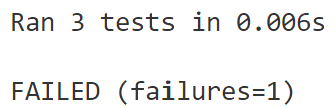 Ran 3 tests in 0.006s
FAILED (failures=1)